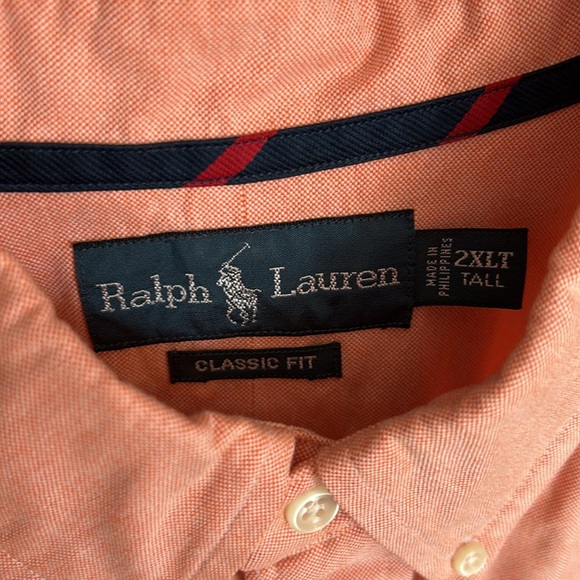 Ralph Lauren
MADE IN
PHILIPPINES
2XLT
TALL
CLASSIC FIT